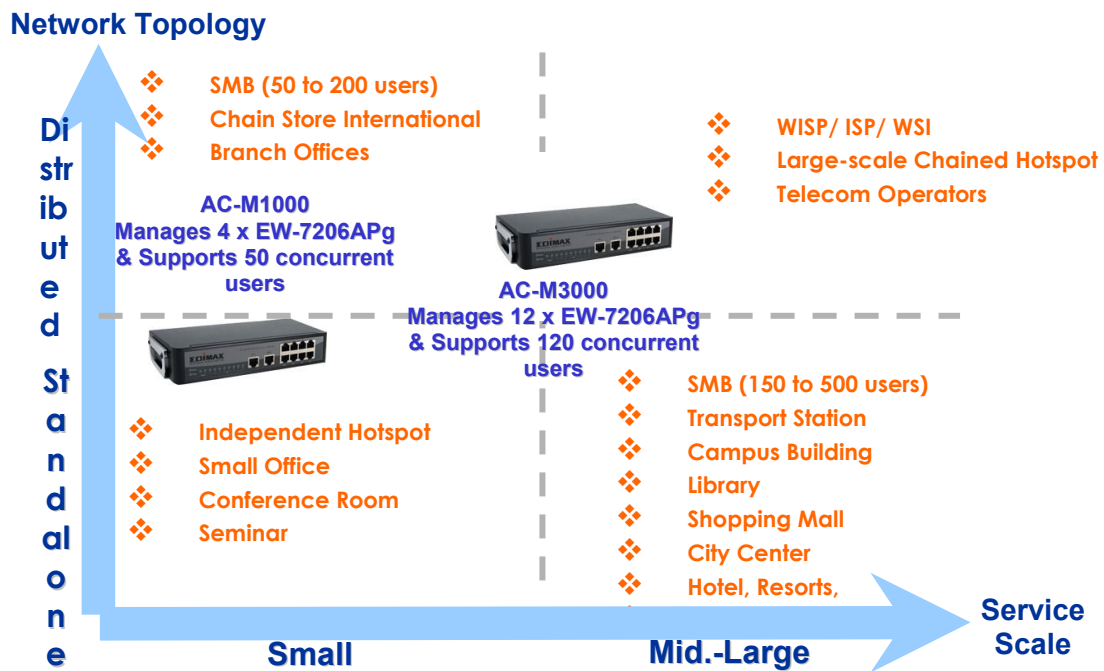 Network Topology
SMB (50 to 200 users)
Chain Store International
Branch Offices
WISP/ ISP/ WSI
Large-scale Chained Hotspot
Telecom Operators
Di
str
ib
ut
e
d
AC-M1000
Manages 4 x EW-7206APg
& Supports 50 concurrent
users
EDIMAX
AC-M3000
Manages 12 x EW-7206APg
& Supports 120 concurrent
users
EDIMAX
St
a
n
d
al
o
n
e
Independent Hotspot
Small Office
Conference Room
Seminar
SMB (150 to 500 users)
Transport Station
Campus Building
Library
Shopping Mall
City Center
Hotel, Resorts,
Small
Mid.-Large
Service
Scale